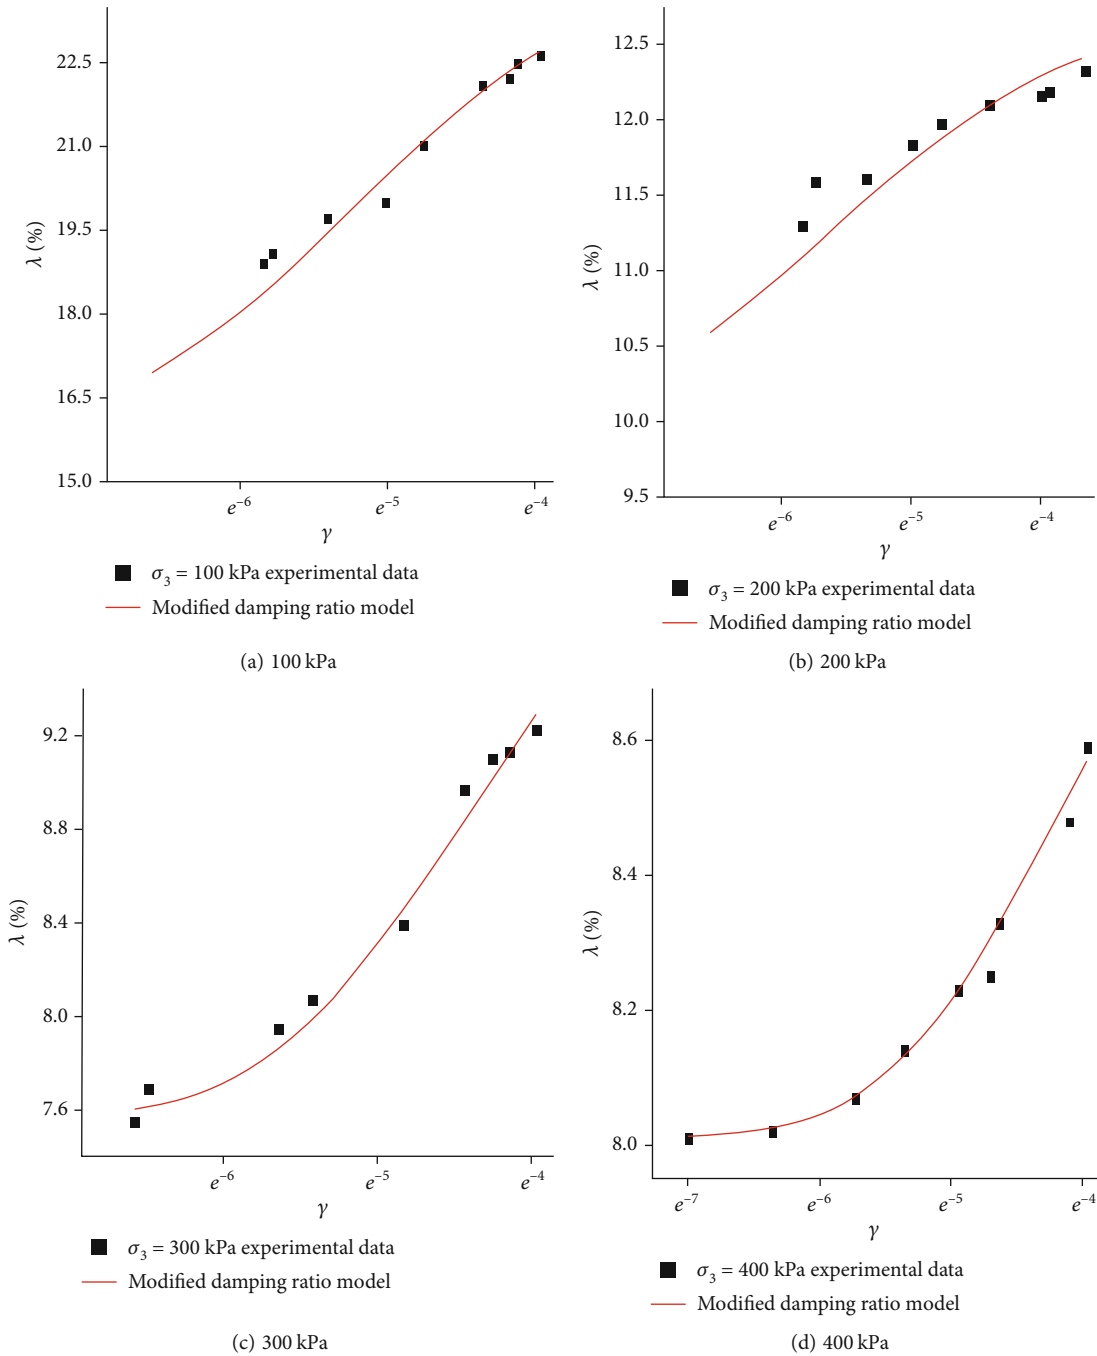 22.5
21.0
19.5
18.0
16.5
15.0
λ (%)
e⁻⁶ e⁻⁵ e⁻⁴
γ
σ₃ = 100 kPa experimental data
Modified damping ratio model
(a) 100 kPa
12.5
12.0
11.5
11.0
10.5
10.0
9.5
λ (%)
e⁻⁶ e⁻⁵ e⁻⁴
γ
σ₃ = 200 kPa experimental data
Modified damping ratio model
(b) 200 kPa
9.2
8.8
8.4
8.0
7.6
λ (%)
e⁻⁶ e⁻⁵ e⁻⁴
γ
σ₃ = 300 kPa experimental data
Modified damping ratio model
(c) 300 kPa
8.6
8.4
8.2
8.0
λ (%)
e⁻⁷ e⁻⁶ e⁻⁵ e⁻⁴
γ
σ₃ = 400 kPa experimental data
Modified damping ratio model
(d) 400 kPa